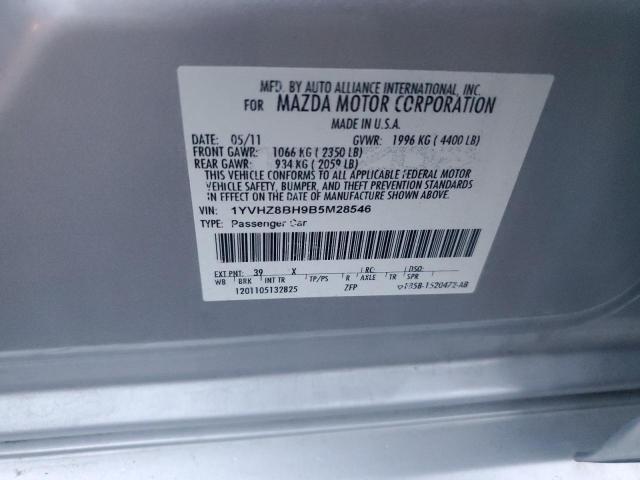 MFD. BY AUTO ALLIANCE INTERNATIONAL, INC.
FOR MAZDA MOTOR CORPORATION
MADE IN U.S.A.
DATE: 05/11 GVWR: 1996 KG ( 4400 LB)
FRONT GAWR: 1066 KG ( 2350 LB)
REAR GAWR: 934 KG ( 2059 LB)
THIS VEHICLE CONFORMS TO ALL APPLICABLE FEDERAL MOTOR
VEHICLE SAFETY, BUMPER, AND THEFT PREVENTION STANDARDS
IN EFFECT ON THE DATE OF MANUFACTURE SHOWN ABOVE.
VIN: 1YVHZ8BH9B5M28546
TYPE: Passenger Car
EXT PNT: 39 X RC: DSO:
WB BRK INT TR TP/PS R AXLE TR SPR
1201105132825 ZFP